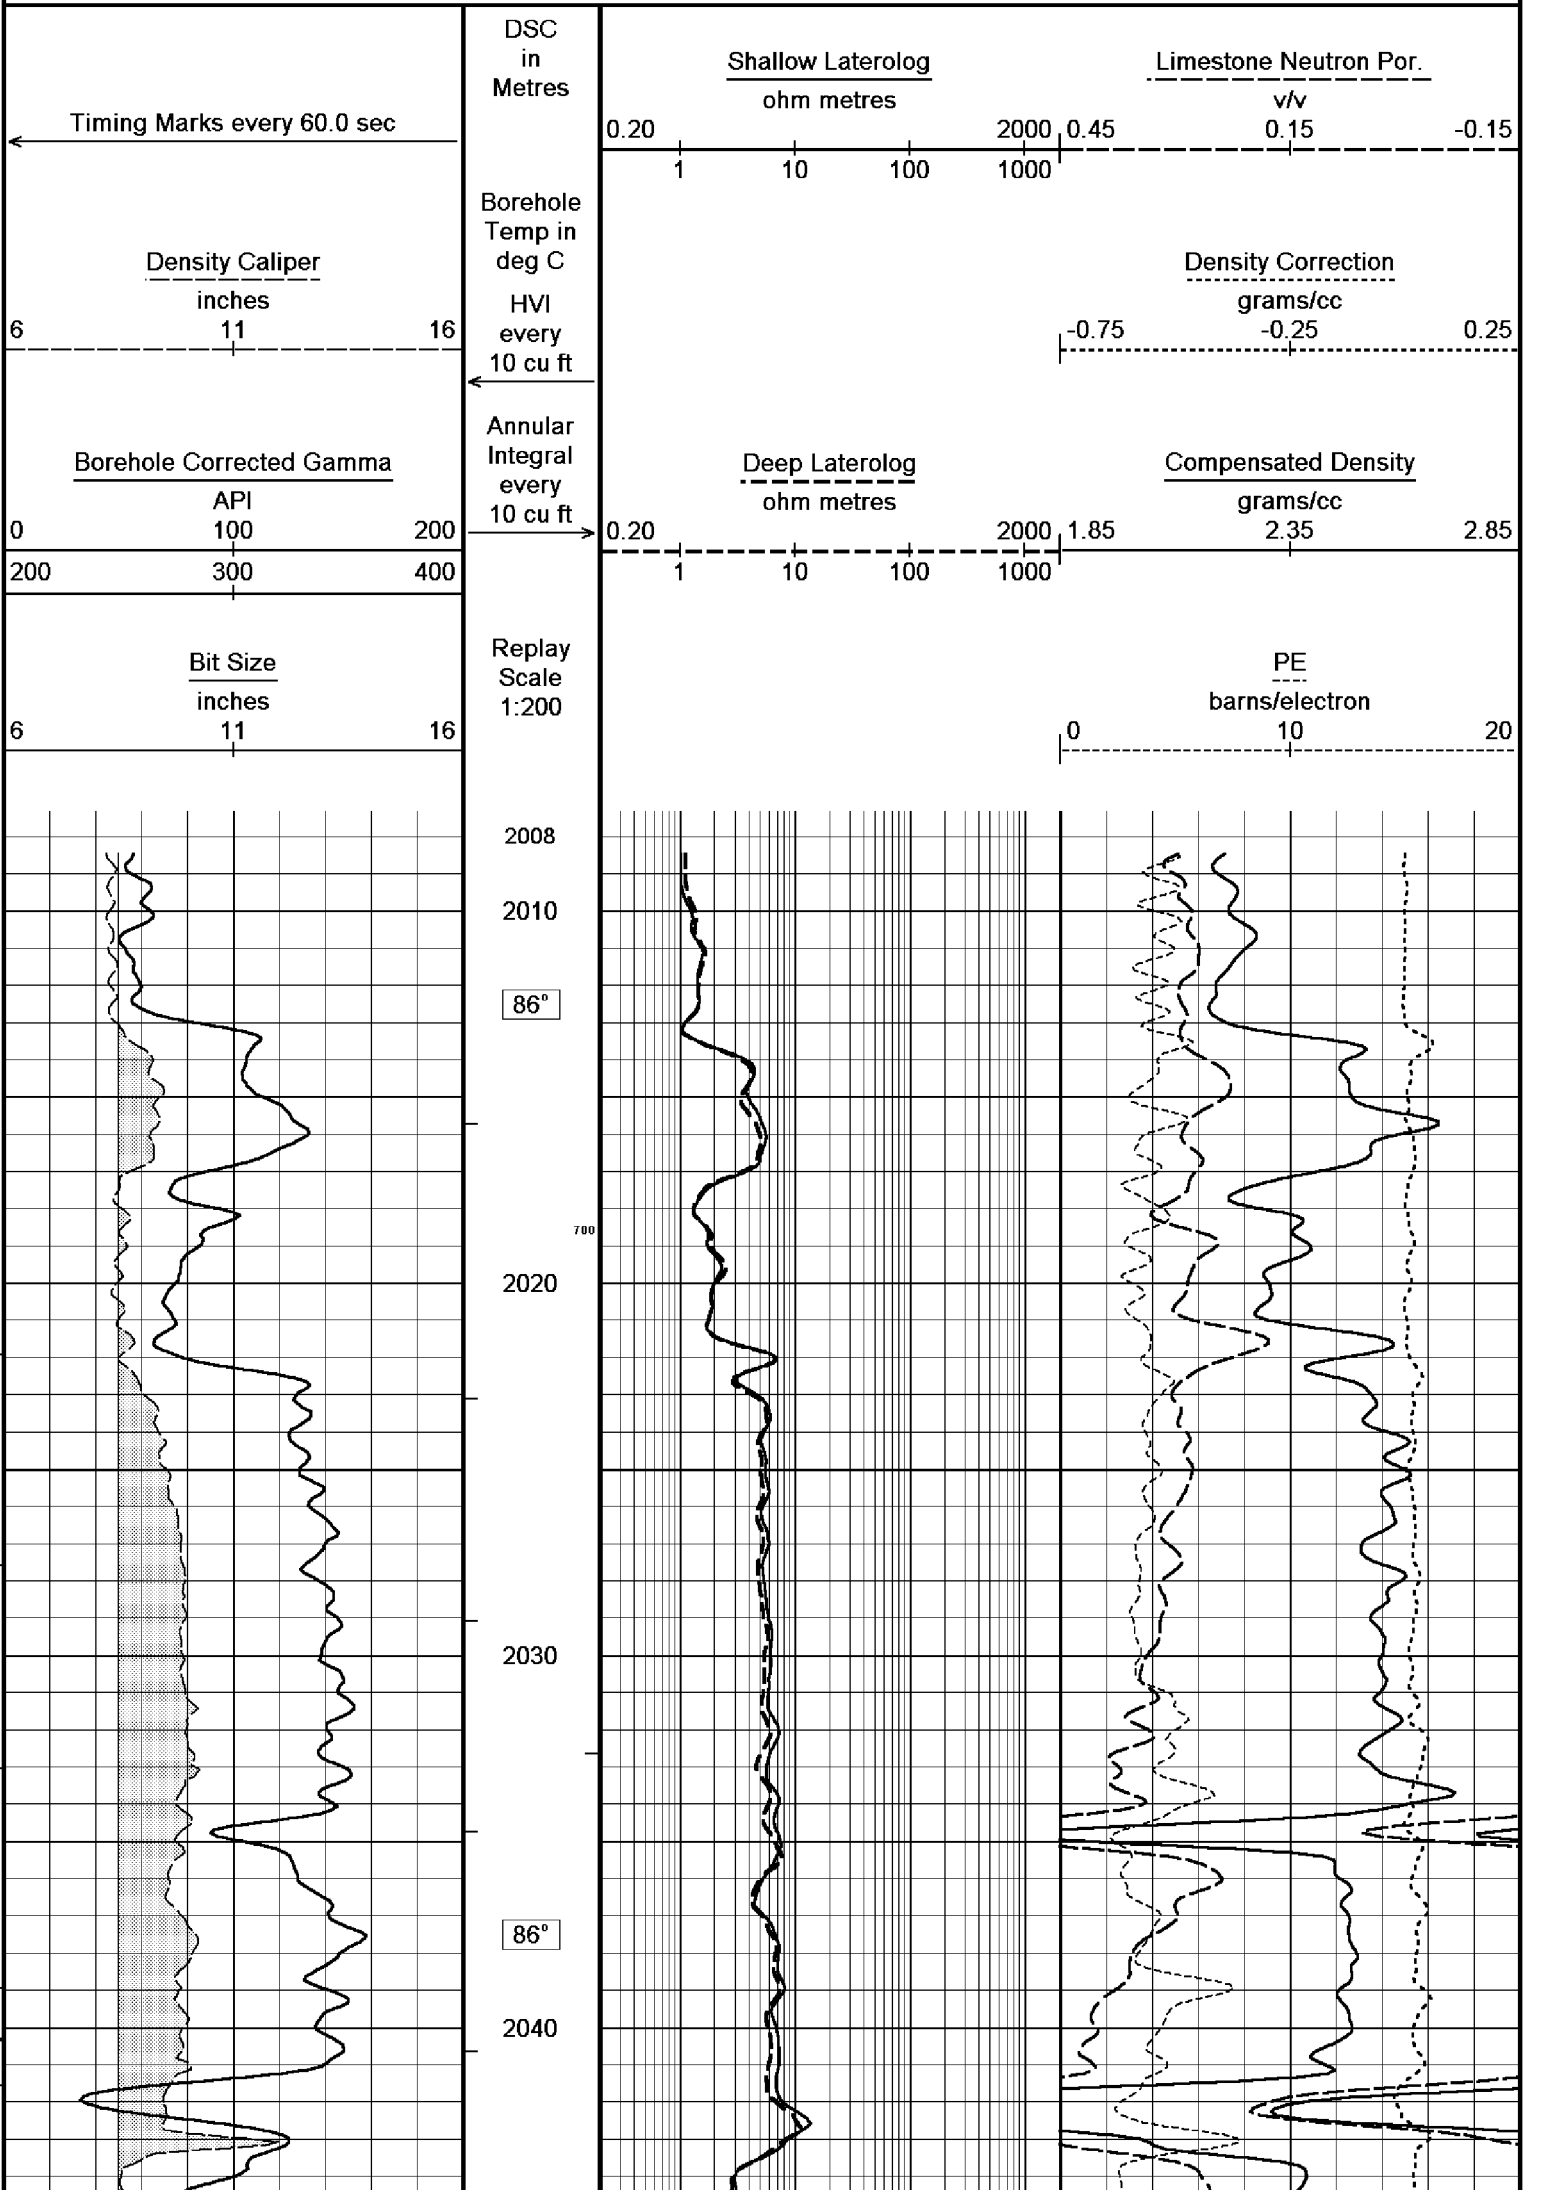 Timing Marks every 60.0 sec
Density Caliper
inches
6 11 16
Borehole Corrected Gamma
API
0 100 200
200 300 400
Bit Size
inches
6 11 16
DSC
in
Metres
Borehole
Temp in
deg C
HVI
every
10 cu ft
Annular
Integral
every
10 cu ft
Replay
Scale
1:200
Shallow Laterolog
ohm metres
0.20 2000
1 10 100 1000
Deep Laterolog
ohm metres
0.20 2000
1 10 100 1000
Limestone Neutron Por.
v/v
0.45 0.15 -0.15
Density Correction
grams/cc
-0.75 -0.25 0.25
Compensated Density
grams/cc
1.85 2.35 2.85
PE
barns/electron
0 10 20
2008
2010
86°
700
2020
2030
86°
2040